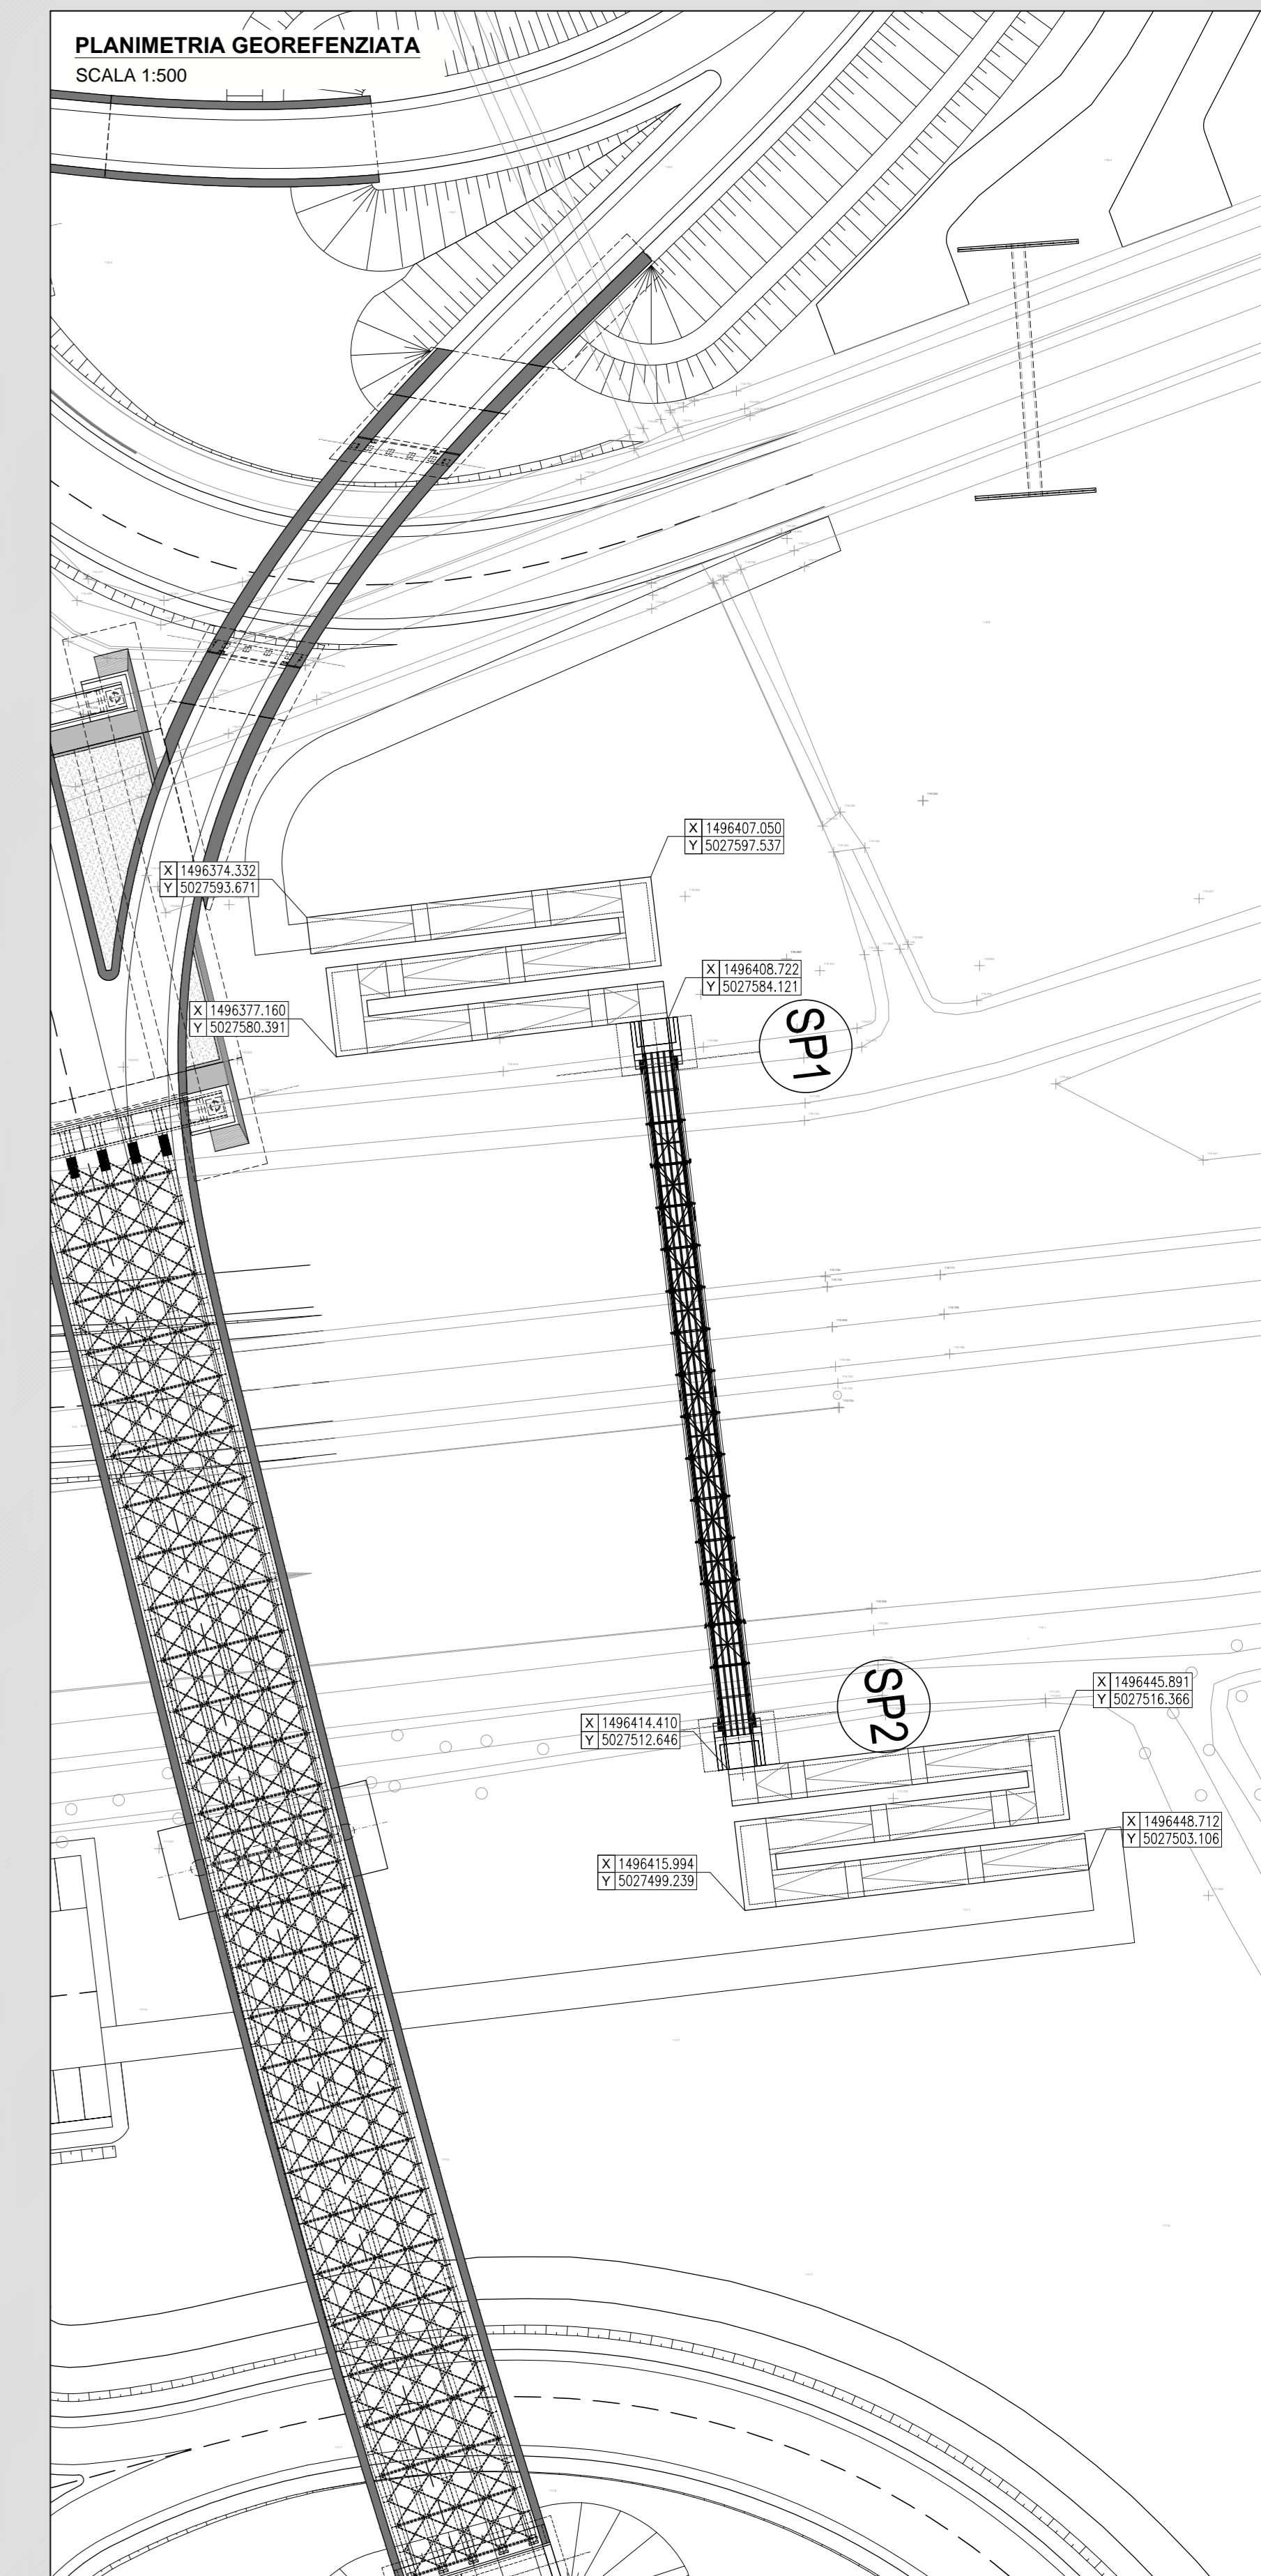 PLANIMETRIA GEOREFENZIATA
SCALA 1:500
X 1496407.050
Y 5027597.537
X 1496374.332
Y 5027593.671
X 1496408.722
Y 5027584.121
X 1496377.160
Y 5027580.391
SP1
SP2
X 1496445.891
Y 5027516.366
X 1496414.410
Y 5027512.646
X 1496448.712
Y 5027503.106
X 1496415.994
Y 5027499.239